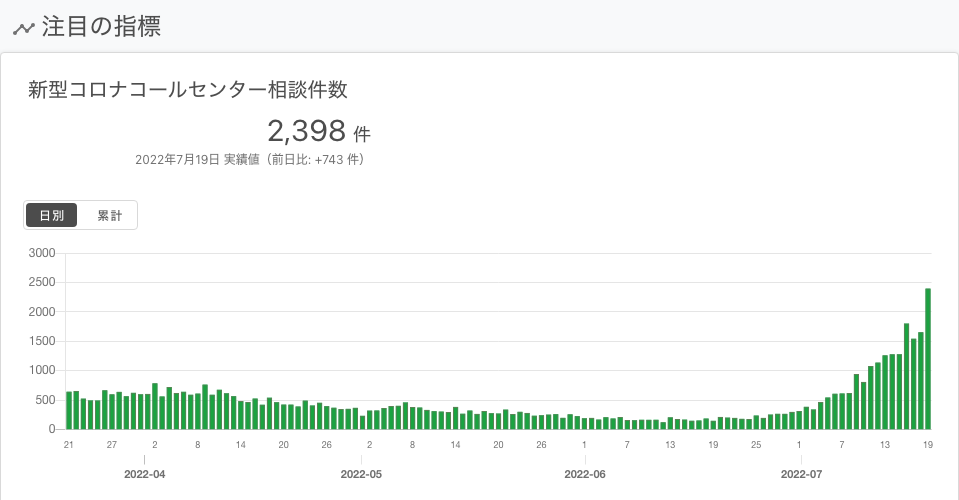 注目の指標
新型コロナコールセンター相談件数
2,398 件
2022年7月19日 実績値（前日比: +743 件）
日別 累計
3000
2500
2000
1500
1000
500
0
21 27 2 8 14 20 26 2 8 14 20 26 1 7 13 19 25 1 7 13 19
2022-04 2022-05 2022-06 2022-07